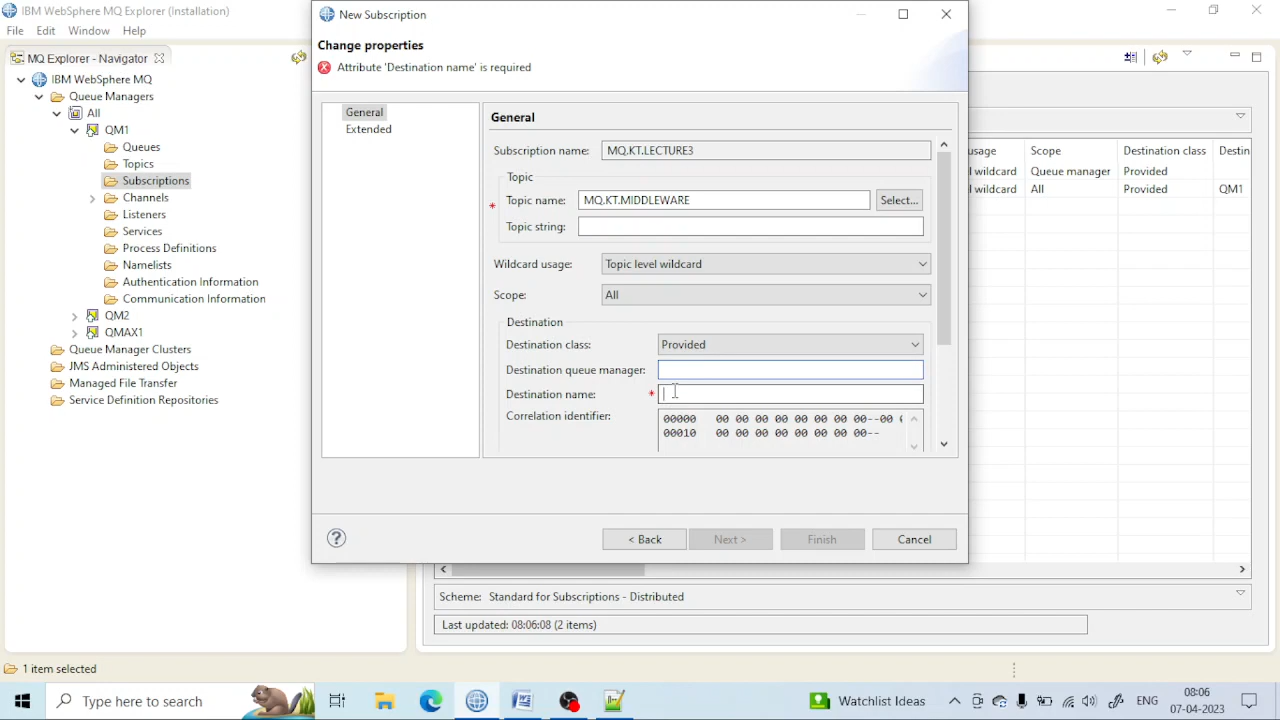 IBM WebSphere MQ Explorer (Installation)
File Edit Window Help
MQ Explorer - Navigator
IBM WebSphere MQ
Queue Managers
All
QM1
Queues
Topics
Subscriptions
Channels
Listeners
Services
Process Definitions
Namelists
Authentication Information
Communication Information
QM2
QMAX1
Queue Manager Clusters
JMS Administered Objects
Managed File Transfer
Service Definition Repositories
1 item selected
New Subscription
Change properties
Attribute 'Destination name' is required
General
Extended
General
Subscription name: MQ.KT.LECTURE3
Topic
* Topic name: MQ.KT.MIDDLEWARE Select...
Topic string:
Wildcard usage: Topic level wildcard
Scope: All
Destination
Destination class: Provided
Destination queue manager:
Destination name: *
Correlation identifier: 00000 00 00 00 00 00 00 00 00--00
00010 00 00 00 00 00 00 00 00--
? < Back Next > Finish Cancel
usage Scope Destination class Destin
l wildcard Queue manager Provided
l wildcard All Provided QM1
Scheme: Standard for Subscriptions - Distributed
Last updated: 08:06:08 (2 items)
Type here to search
Watchlist Ideas
ENG
08:06
07-04-2023